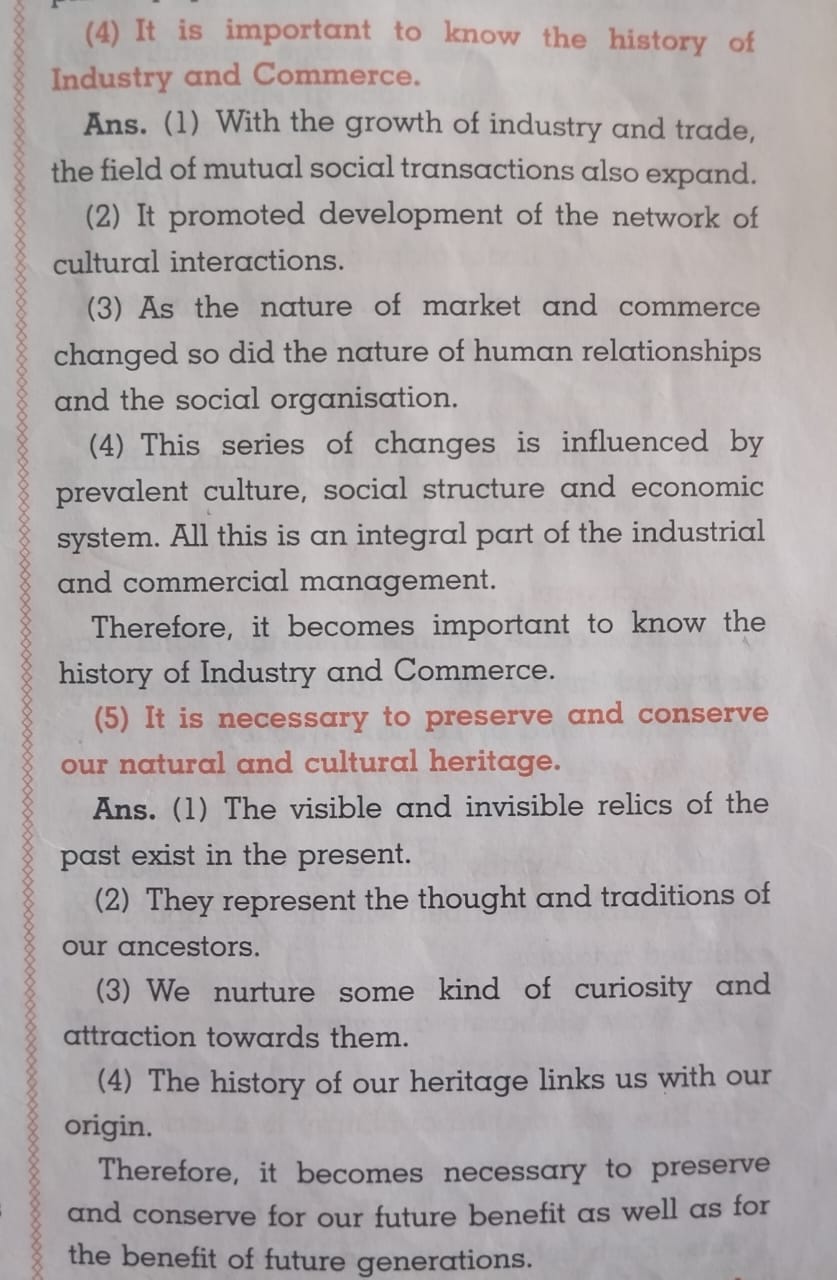 (4) It is important to know the history of
Industry and Commerce.
Ans. (1) With the growth of industry and trade,
the field of mutual social transactions also expand.
(2) It promoted development of the network of
cultural interactions.
(3) As the nature of market and commerce
changed so did the nature of human relationships
and the social organisation.
(4) This series of changes is influenced by
prevalent culture, social structure and economic
system. All this is an integral part of the industrial
and commercial management.
Therefore, it becomes important to know the
history of Industry and Commerce.
(5) It is necessary to preserve and conserve
our natural and cultural heritage.
Ans. (1) The visible and invisible relics of the
past exist in the present.
(2) They represent the thought and traditions of
our ancestors.
(3) We nurture some kind of curiosity and
attraction towards them.
(4) The history of our heritage links us with our
origin.
Therefore, it becomes necessary to preserve
and conserve for our future benefit as well as for
the benefit of future generations.